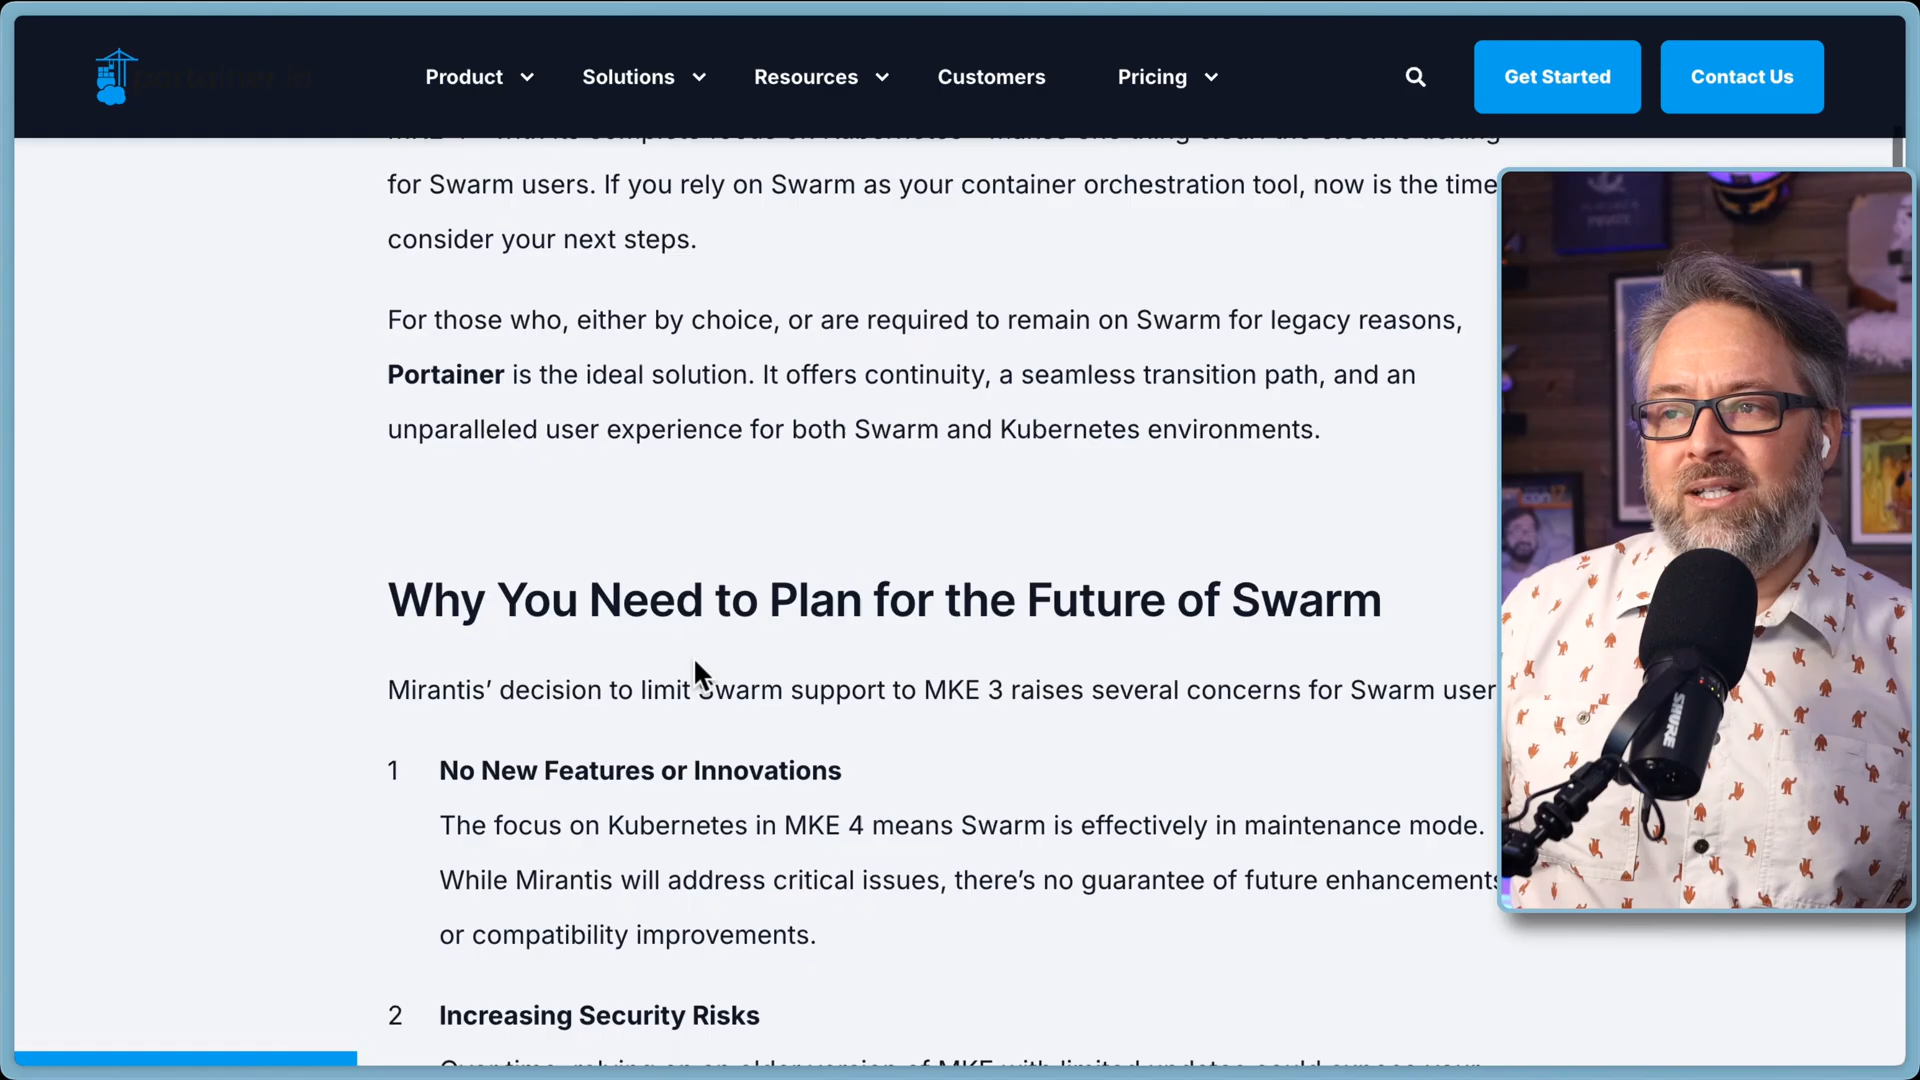 Product
Solutions
Resources
Customers
Pricing
Get Started
Contact Us
for Swarm users. If you rely on Swarm as your container orchestration tool, now is the time
consider your next steps.
For those who, either by choice, or are required to remain on Swarm for legacy reasons,
Portainer is the ideal solution. It offers continuity, a seamless transition path, and an
unparalleled user experience for both Swarm and Kubernetes environments.
Why You Need to Plan for the Future of Swarm
Mirantis’ decision to limit Swarm support to MKE 3 raises several concerns for Swarm user
1 No New Features or Innovations
The focus on Kubernetes in MKE 4 means Swarm is effectively in maintenance mode.
While Mirantis will address critical issues, there’s no guarantee of future enhancements
or compatibility improvements.
2 Increasing Security Risks
SHURE